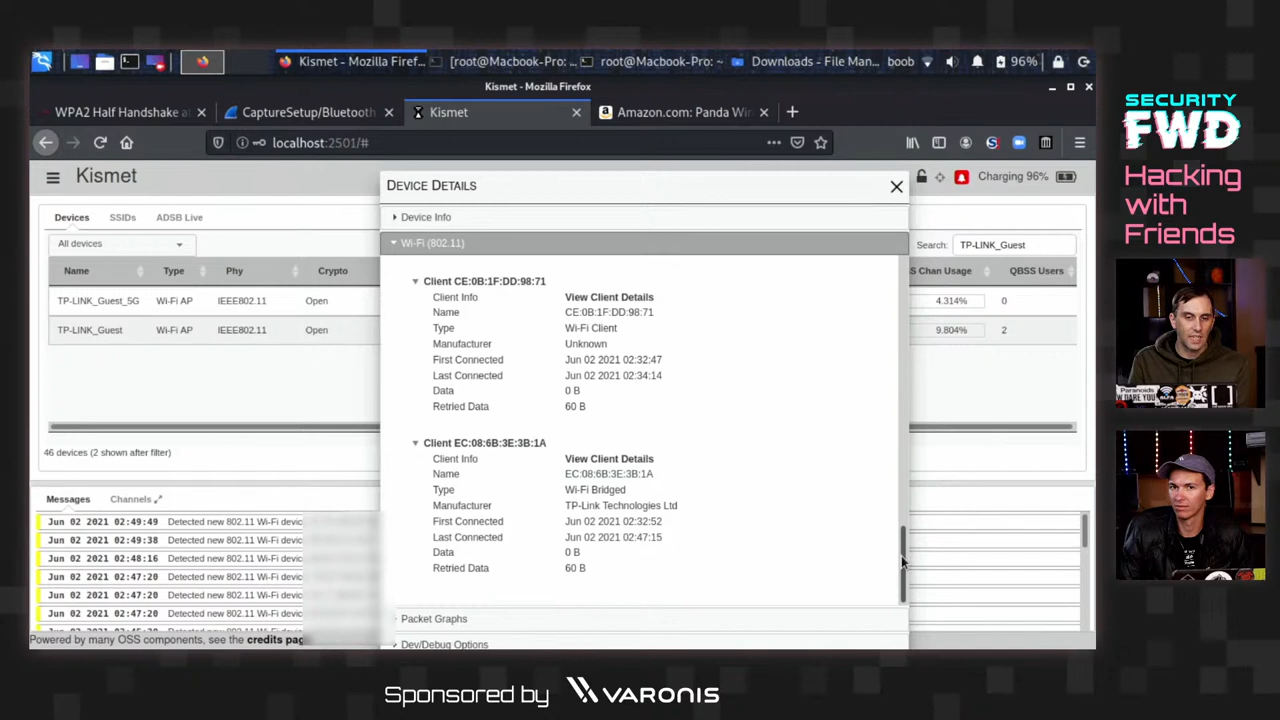 Kismet - Mozilla Firef...
[root@Macbook-Pro: ...
root@Macbook-Pro: ~
Downloads - File Man...
boob
96%
Kismet - Mozilla Firefox
WPA2 Half Handshake a
CaptureSetup/Bluetooth
Kismet
Amazon.com: Panda Wi
localhost:2501/#
Kismet
Charging 96%
Devices SSIDs ADSB Live
All devices
Search: TP-LINK_Guest
Name Type Phy Crypto
S Chan Usage QBSS Users
TP-LINK_Guest_5G Wi-Fi AP IEEE802.11 Open 4.314% 0
TP-LINK_Guest Wi-Fi AP IEEE802.11 Open 9.804% 2
46 devices (2 shown after filter)
DEVICE DETAILS
Device Info
Wi-Fi (802.11)
Client CE:0B:1F:DD:98:71
Client Info View Client Details
Name CE:0B:1F:DD:98:71
Type Wi-Fi Client
Manufacturer Unknown
First Connected Jun 02 2021 02:32:47
Last Connected Jun 02 2021 02:34:14
Data 0 B
Retried Data 60 B
Client EC:08:6B:3E:3B:1A
Client Info View Client Details
Name EC:08:6B:3E:3B:1A
Type Wi-Fi Bridged
Manufacturer TP-Link Technologies Ltd
First Connected Jun 02 2021 02:32:52
Last Connected Jun 02 2021 02:47:15
Data 0 B
Retried Data 60 B
Packet Graphs
Dev/Debug Options
Messages Channels
Jun 02 2021 02:49:49 Detected new 802.11 Wi-Fi devic
Jun 02 2021 02:49:38 Detected new 802.11 Wi-Fi devic
Jun 02 2021 02:48:16 Detected new 802.11 Wi-Fi devic
Jun 02 2021 02:47:20 Detected new 802.11 Wi-Fi devic
Jun 02 2021 02:47:20 Detected new 802.11 Wi-Fi devic
Jun 02 2021 02:47:20 Detected new 802.11 Wi-Fi devic
Powered by many OSS components, see the credits pag
SECURITY
FWD
Hacking
with
Friends
Paranoids
W DARE YOU
Sponsored by VARONIS